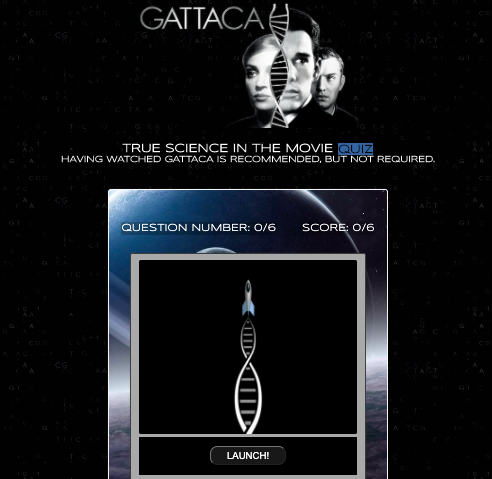 GATTACA
TRUE SCIENCE IN THE MOVIE QUIZ
HAVING WATCHED GATTACA IS RECOMMENDED, BUT NOT REQUIRED.
QUESTION NUMBER: 0/6 SCORE: 0/6
LAUNCH!